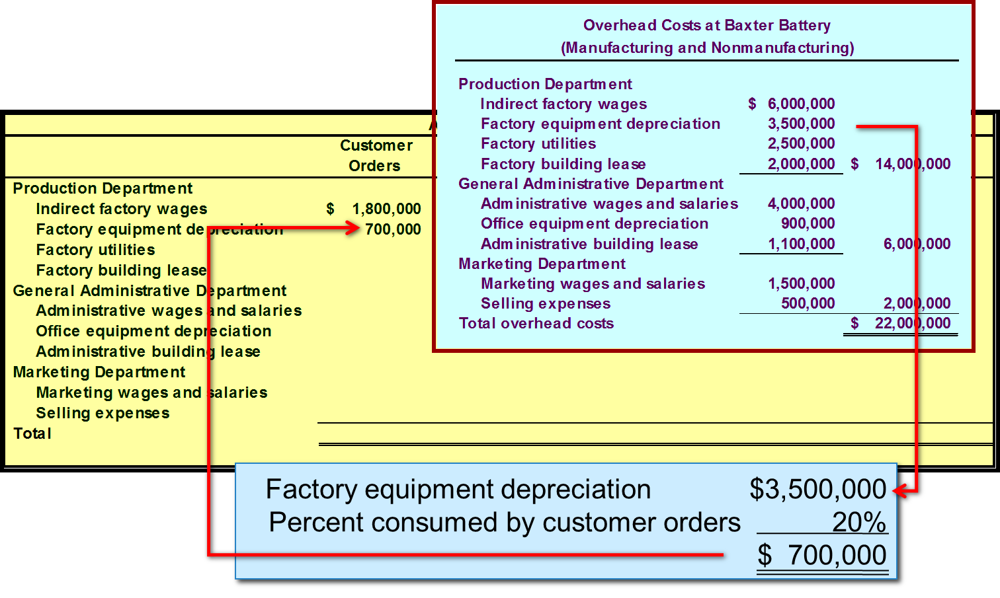 Overhead Costs at Baxter Battery
(Manufacturing and Nonmanufacturing)
Production Department
Indirect factory wages $ 6,000,000
Factory equipment depreciation 3,500,000
Factory utilities 2,500,000
Factory building lease 2,000,000 $ 14,000,000
General Administrative Department
Administrative wages and salaries 4,000,000
Office equipment depreciation 900,000
Administrative building lease 1,100,000 6,000,000
Marketing Department
Marketing wages and salaries 1,500,000
Selling expenses 500,000 2,000,000
Total overhead costs $ 22,000,000
Customer
Orders
Production Department
Indirect factory wages $ 1,800,000
Factory equipment depreciation 700,000
Factory utilities
Factory building lease
General Administrative Department
Administrative wages and salaries
Office equipment depreciation
Administrative building lease
Marketing Department
Marketing wages and salaries
Selling expenses
Total
Factory equipment depreciation $3,500,000
Percent consumed by customer orders 20%
$ 700,000